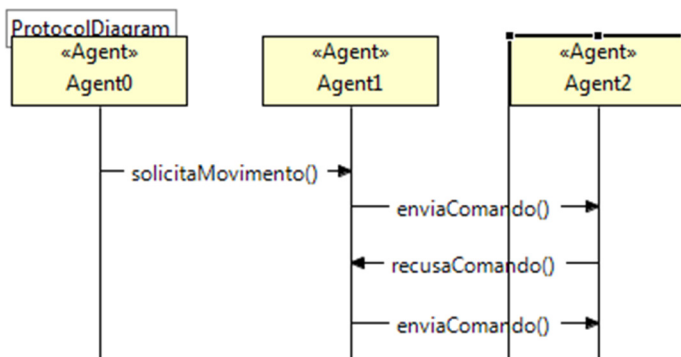 ProtocolDiagram
«Agent»
Agent0
«Agent»
Agent1
«Agent»
Agent2
solicitaMovimento()
enviaComando()
recusaComando()
enviaComando()